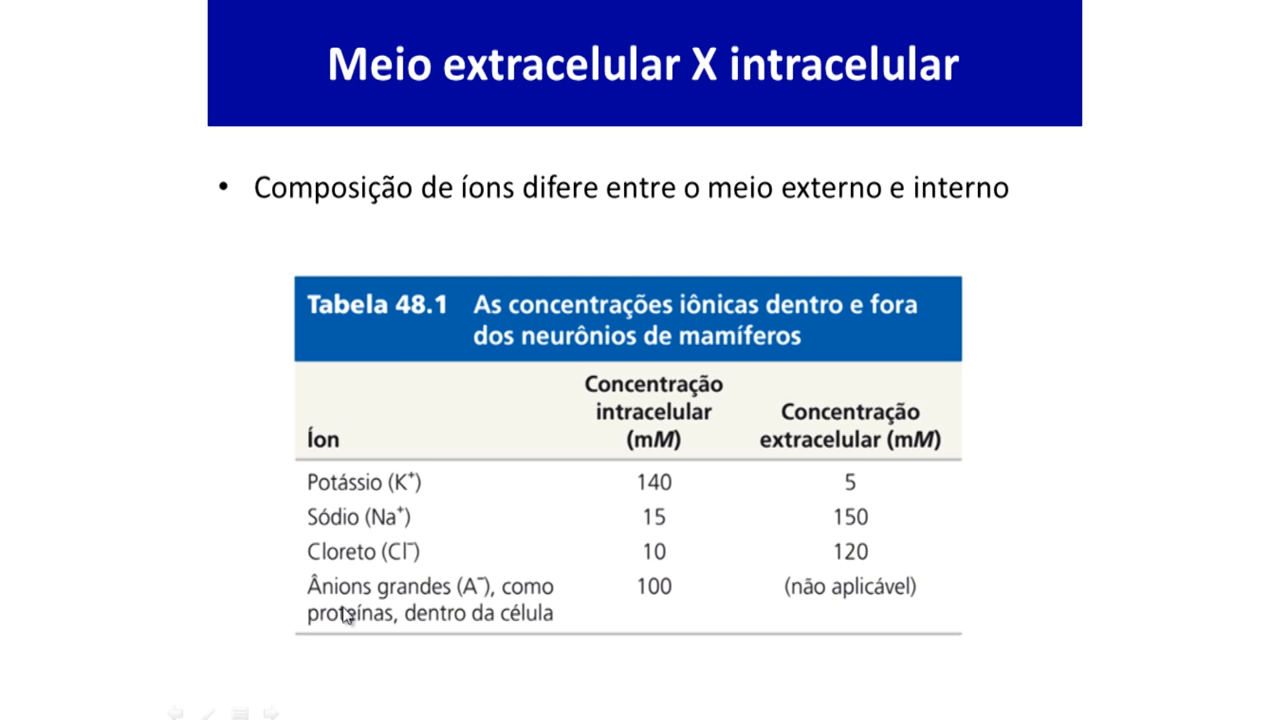 Meio extracelular X intracelular
• Composição de íons difere entre o meio externo e interno
Tabela 48.1 As concentrações iônicas dentro e fora
dos neurônios de mamíferos
Concentração
intracelular Concentração
Íon (mM) extracelular (mM)
Potássio (K⁺) 140 5
Sódio (Na⁺) 15 150
Cloreto (Cl⁻) 10 120
Ânions grandes (A⁻), como 100 (não aplicável)
proteínas, dentro da célula